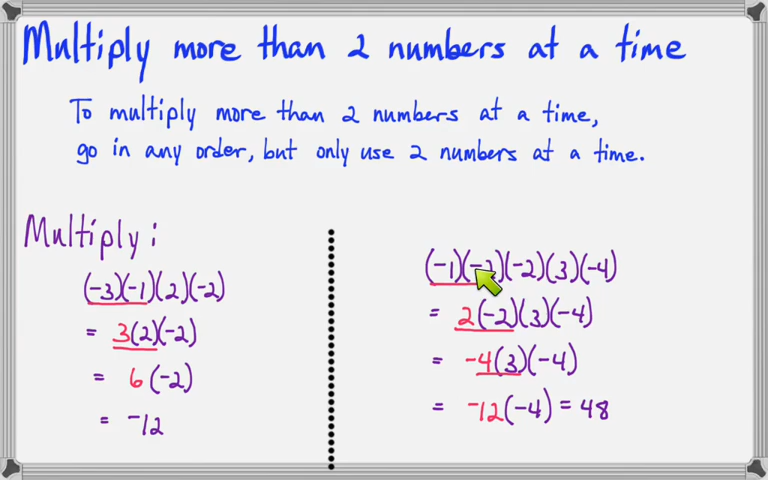 Multiply more than 2 numbers at a time
To multiply more than 2 numbers at a time,
go in any order, but only use 2 numbers at a time.
Multiply:
(-3)(-1)(2)(-2)
= 3(2)(-2)
= 6(-2)
= -12
(-1)(-2)(-2)(3)(-4)
= 2(-2)(3)(-4)
= -4(3)(-4)
= -12(-4) = 48